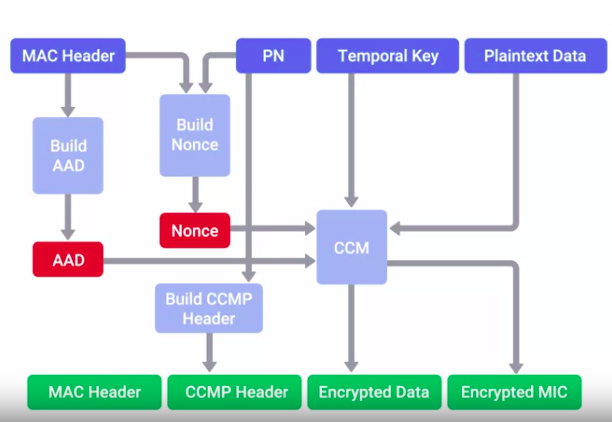 MAC Header
PN
Temporal Key
Plaintext Data
Build
AAD
Build
Nonce
Nonce
CCM
AAD
Build CCMP
Header
MAC Header
CCMP Header
Encrypted Data
Encrypted MIC